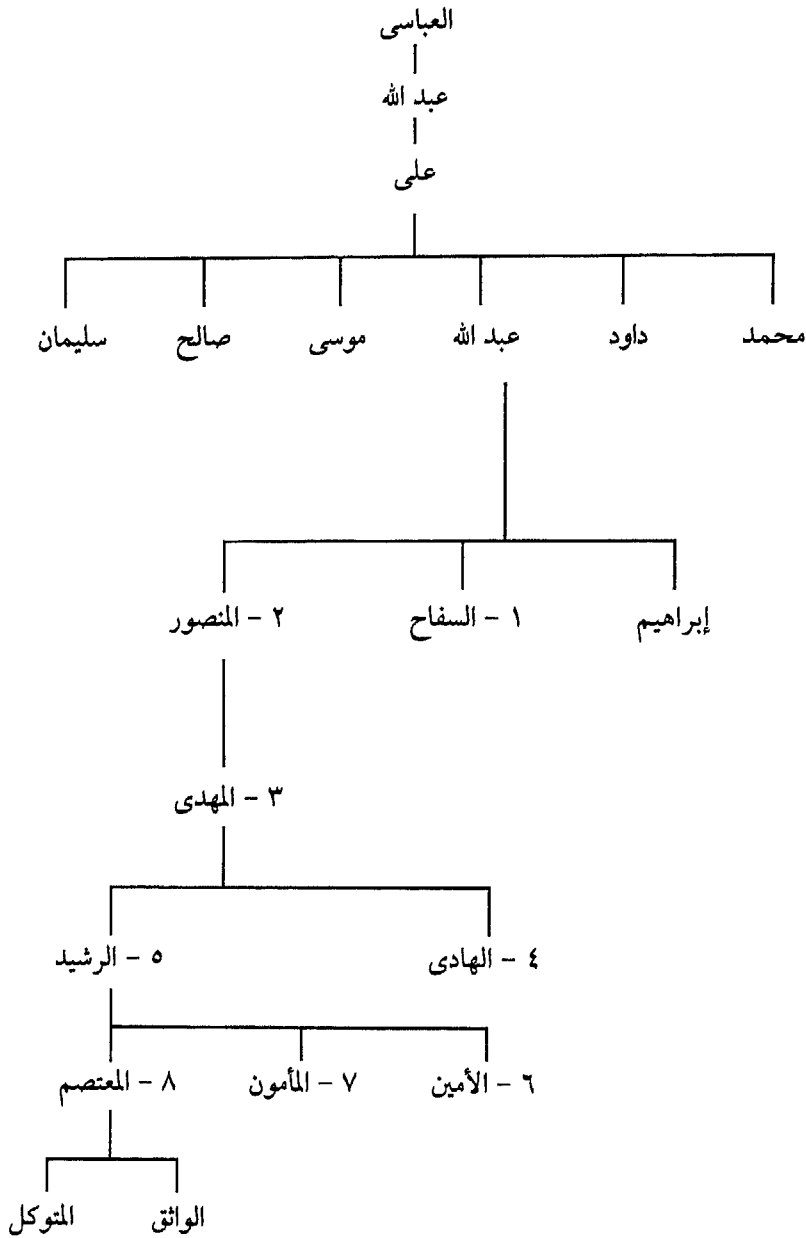 العباسى
عبد الله
على
محمد داود عبد الله موسى صالح سليمان
إبراهيم ١ - السفاح ٢ - المنصور
٣ - المهدى
٤ - الهادى ٥ - الرشيد
٦ - الأمين ٧ - المأمون ٨ - المعتصم
الواثق المتوكل